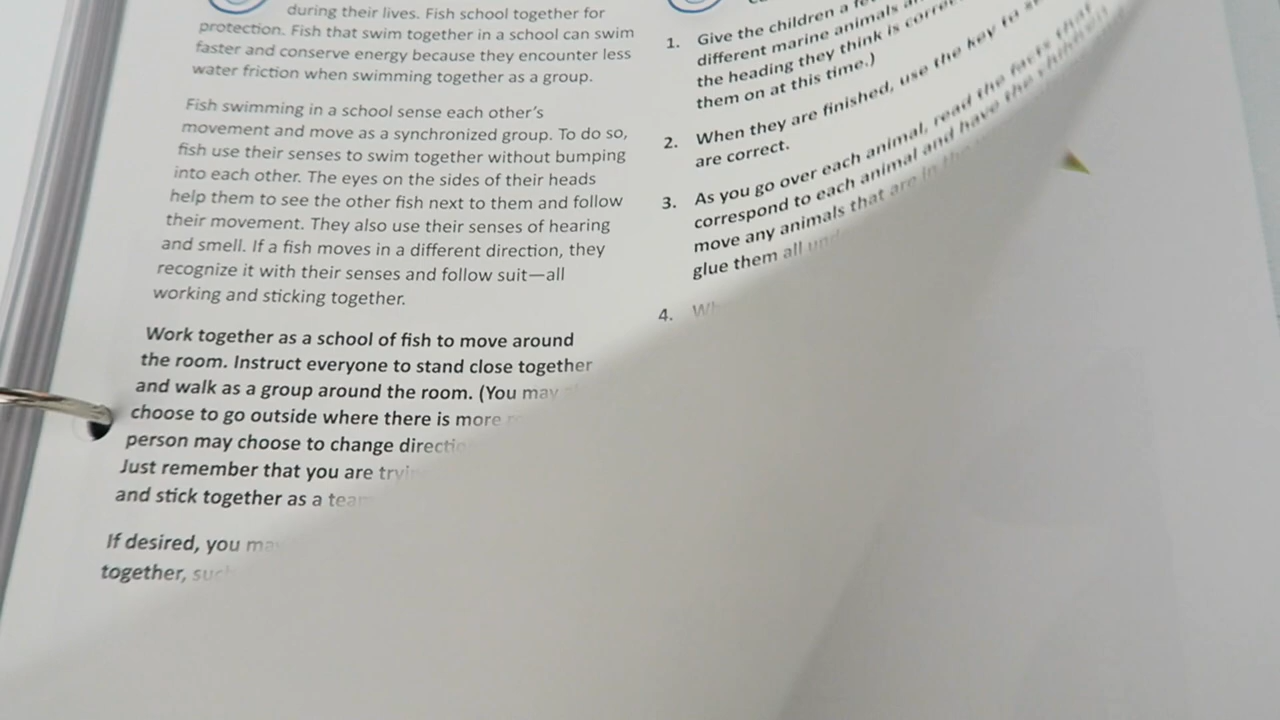 during their lives. Fish school together for
protection. Fish that swim together in a school can swim
faster and conserve energy because they encounter less
water friction when swimming together as a group.
Fish swimming in a school sense each other's
movement and move as a synchronized group. To do so,
fish use their senses to swim together without bumping
into each other. The eyes on the sides of their heads
help them to see the other fish next to them and follow
their movement. They also use their senses of hearing
and smell. If a fish moves in a different direction, they
recognize it with their senses and follow suit—all
working and sticking together.
Work together as a school of fish to move around
the room. Instruct everyone to stand close together
and walk as a group around the room. (You may
choose to go outside where there is more
person may choose to change
Just remember that you are
and stick together as a
If desired, you
together,
1. Give the children a
different marine animals
the heading they think is
them on at this time.)
2. When they are finished, use the key to
are correct.
3. As you go over each animal, read the facts that
correspond to each animal and have the
move any animals that are in
glue them all
4.